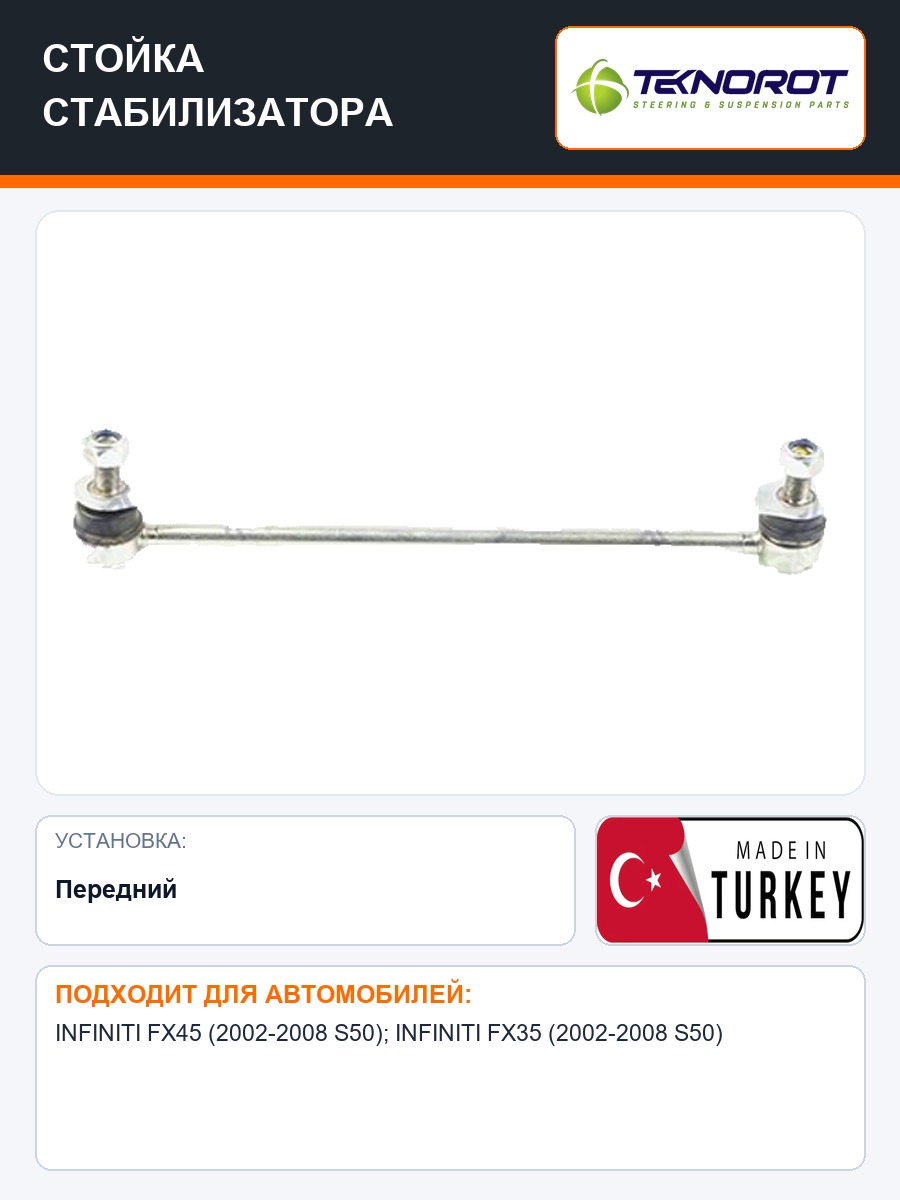 СТОЙКА
СТАБИЛИЗАТОРА
TEKNOROT
STEERING & SUSPENSION PARTS
УСТАНОВКА:
Передний
MADE IN
TURKEY
ПОДХОДИТ ДЛЯ АВТОМОБИЛЕЙ:
INFINITI FX45 (2002-2008 S50); INFINITI FX35 (2002-2008 S50)